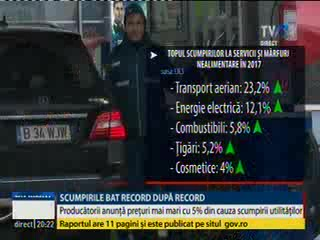 TVR
DIRECT
TOPUL SCUMPIRILOR LA SERVICII ȘI MĂRFURI
NEALIMENTARE ÎN 2017
- Transport aerian: 23,2%
- Energie electrică: 12,1%
- Combustibili: 5,8%
- Țigări: 5,2%
- Cosmetice: 4%
B 34 WJW
SCUMPIRILE BAT RECORD DUPĂ RECORD
Producătorii anunță prețuri mai mari cu 5% din cauza scumpirii utilităților
direct 20:22
Raportul are 11 pagini și este publicat pe situl gov.ro